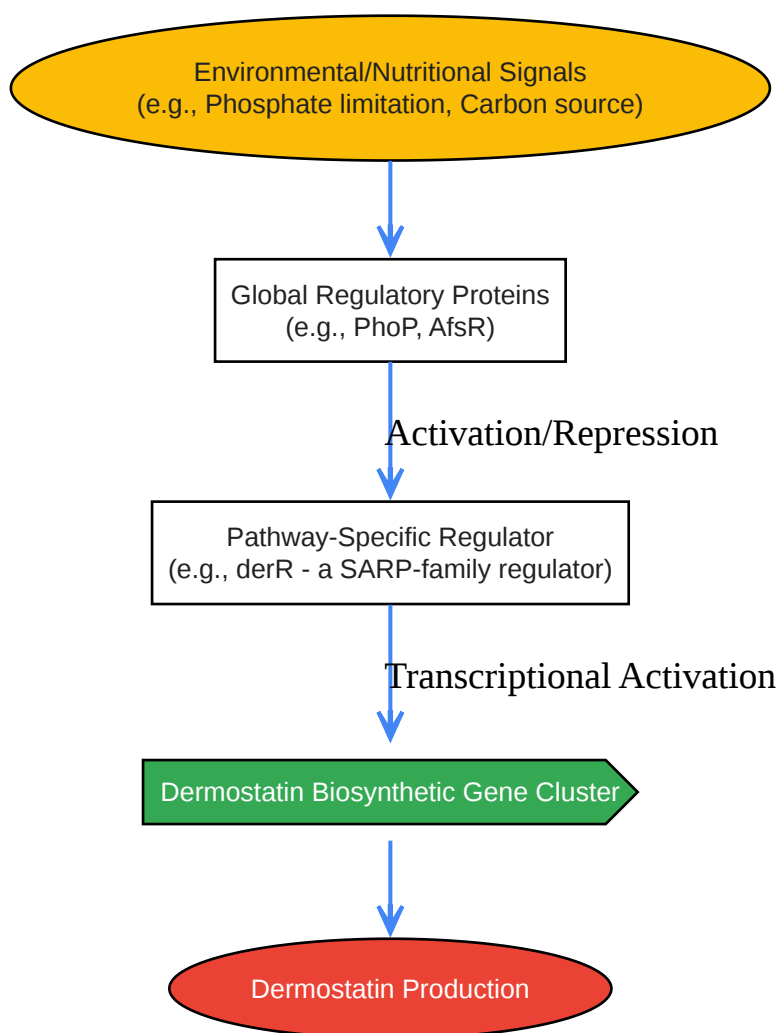 Environmental/Nutritional Signals
(e.g., Phosphate limitation, Carbon source)
Global Regulatory Proteins
(e.g., PhoP, AfsR)
Activation/Repression
Pathway-Specific Regulator
(e.g., derR - a SARP-family regulator)
Transcriptional Activation
Dermostatin Biosynthetic Gene Cluster
Dermostatin Production